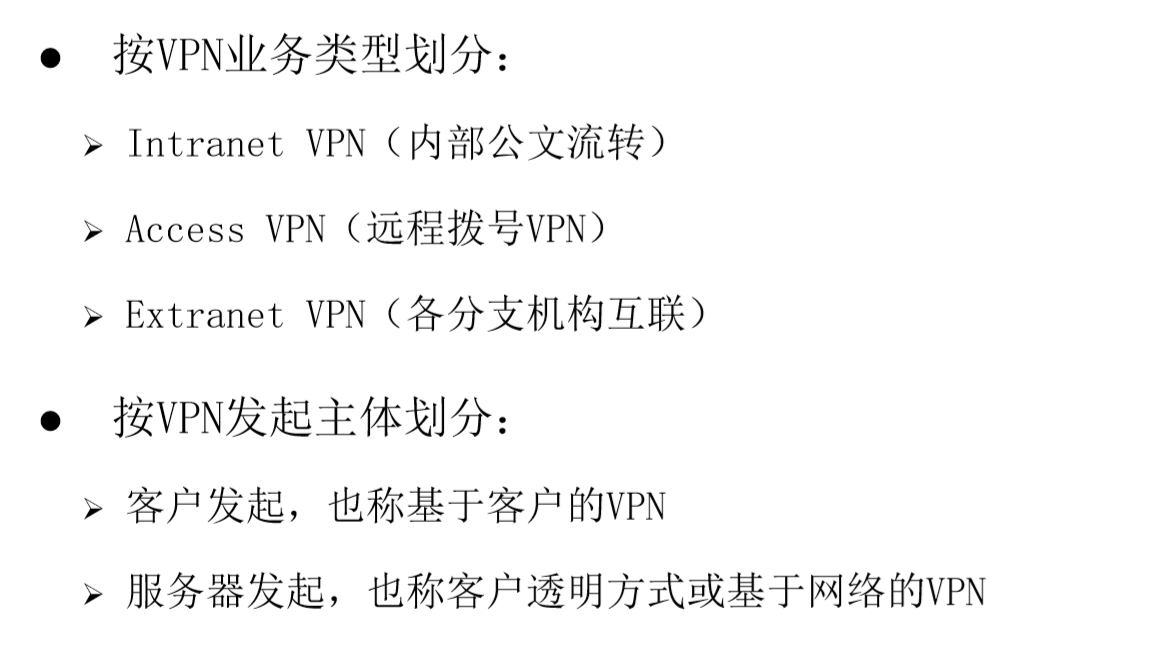 ● 按VPN业务类型划分：
➢ Intranet VPN（内部公文流转）
➢ Access VPN（远程拨号VPN）
➢ Extranet VPN（各分支机构互联）
● 按VPN发起主体划分：
➢ 客户发起，也称基于客户的VPN
➢ 服务器发起，也称客户透明方式或基于网络的VPN